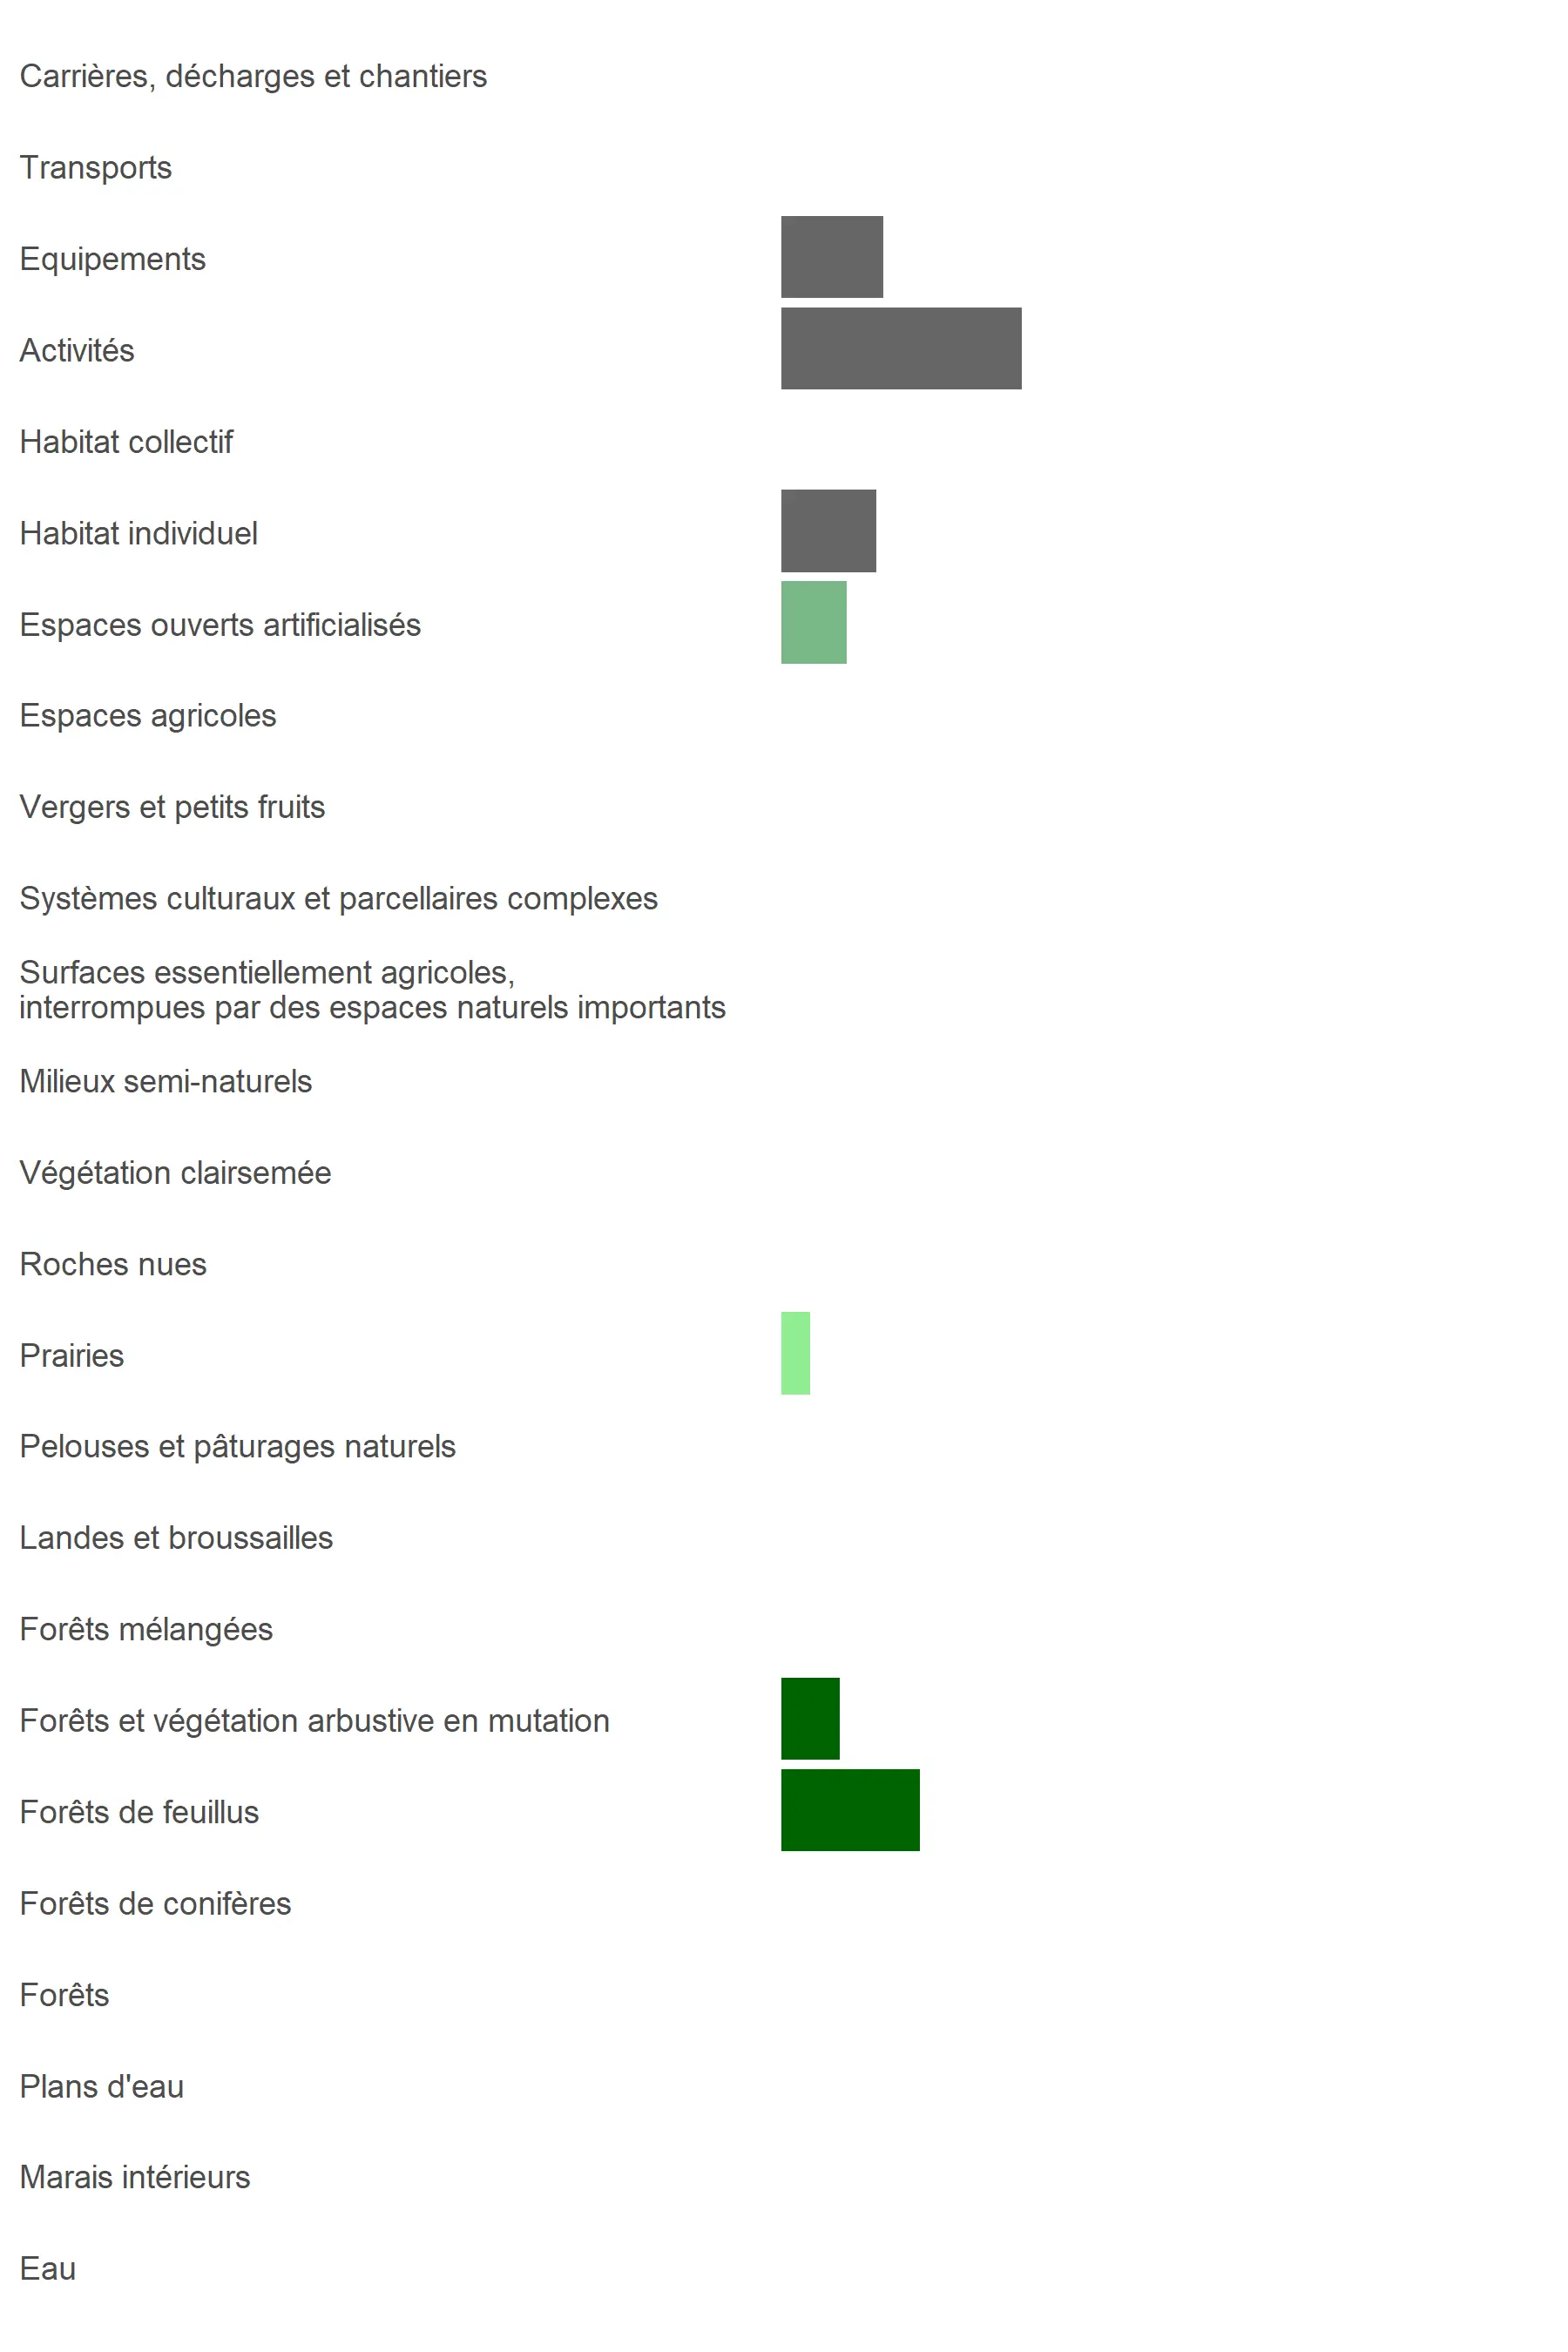 Carrières, décharges et chantiers
Transports
Equipements
Activités
Habitat collectif
Habitat individuel
Espaces ouverts artificialisés
Espaces agricoles
Vergers et petits fruits
Systèmes culturaux et parcellaires complexes
Surfaces essentiellement agricoles,
interrompues par des espaces naturels importants
Milieux semi-naturels
Végétation clairsemée
Roches nues
Prairies
Pelouses et pâturages naturels
Landes et broussailles
Forêts mélangées
Forêts et végétation arbustive en mutation
Forêts de feuillus
Forêts de conifères
Forêts
Plans d'eau
Marais intérieurs
Eau